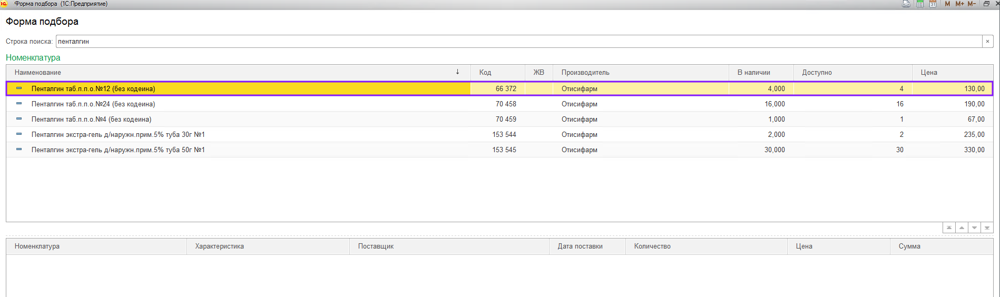 1С Форма подбора (1С:Предприятие) 31 M M+ M-
Форма подбора
Строка поиска: пенталгин ×
Номенклатура
Наименование ↓ Код ЖВ Производитель В наличии Доступно Цена
Пенталгин таб.п.п.о.№12 (без кодеина) 66 372 Отисифарм 4,000 4 130,00
Пенталгин таб.п.п.о.№24 (без кодеина) 70 458 Отисифарм 16,000 16 190,00
Пенталгин таб.п.п.о.№4 (без кодеина) 70 459 Отисифарм 1,000 1 67,00
Пенталгин экстра-гель д/наружн.прим.5% туба 30г №1 153 544 Отисифарм 2,000 2 235,00
Пенталгин экстра-гель д/наружн.прим.5% туба 50г №1 153 545 Отисифарм 30,000 30 330,00
Номенклатура Характеристика Поставщик Дата поставки Количество Цена Сумма